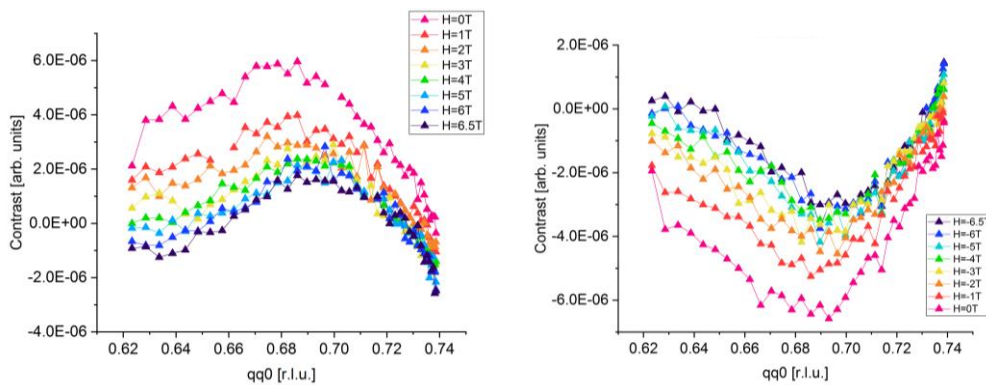 H=0T
H=1T
H=2T
H=3T
H=4T
H=5T
H=6T
H=6.5T
6.0E-06
4.0E-06
2.0E-06
0.0E+00
-2.0E-06
-4.0E-06
Contrast [arb. units]
0.62 0.64 0.66 0.68 0.70 0.72 0.74
qq0 [r.l.u.]
2.0E-06
0.0E+00
-2.0E-06
-4.0E-06
-6.0E-06
Contrast [arb. units]
H=-6.5T
H=-6T
H=-5T
H=-4T
H=-3T
H=-2T
H=-1T
H=0T
0.62 0.64 0.66 0.68 0.70 0.72 0.74
qq0 [r.l.u.]